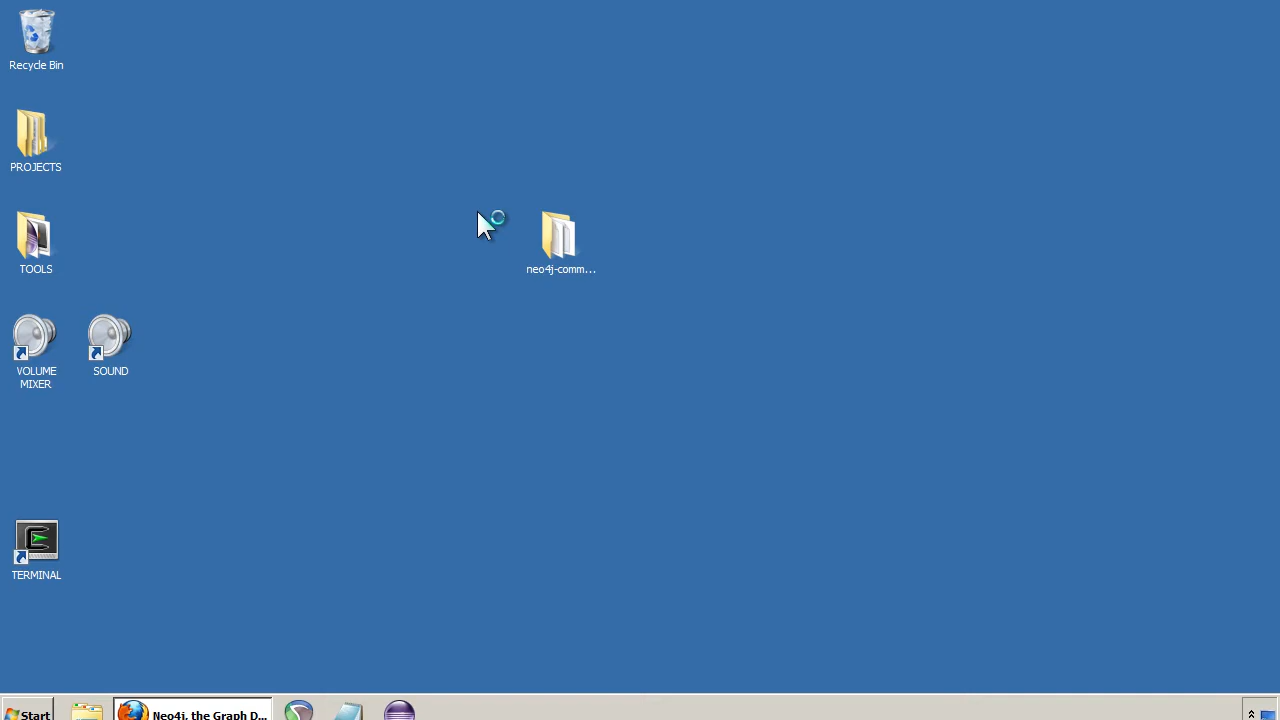 Recycle Bin
PROJECTS
TOOLS
neo4j-comm...
VOLUME
MIXER
SOUND
TERMINAL
Start
Neo4j, the Graph D...